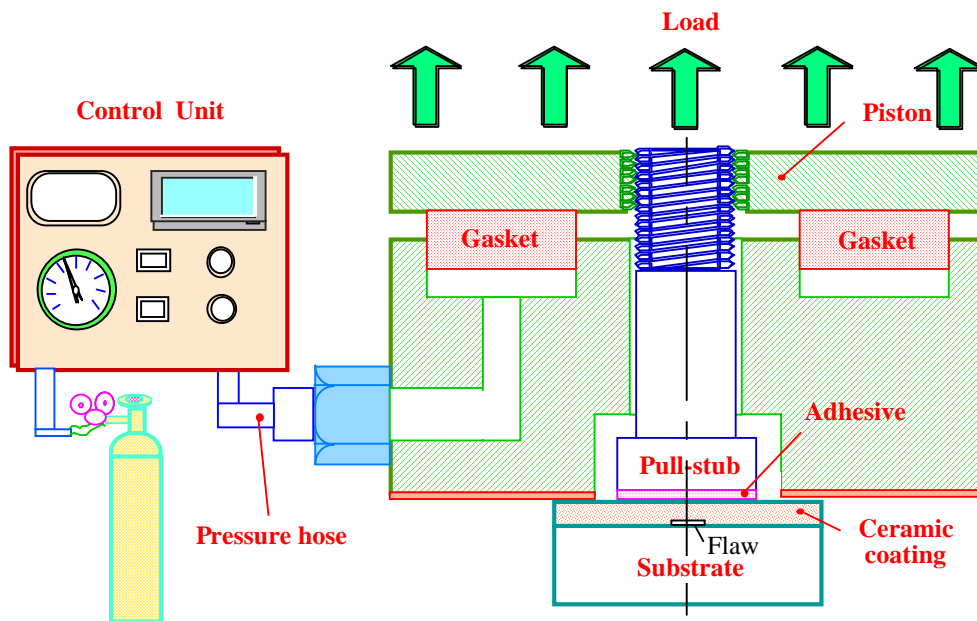 Load
Control Unit
Piston
Gasket
Gasket
Adhesive
Pull-stub
Pressure hose
Flaw
Ceramic
coating
Substrate